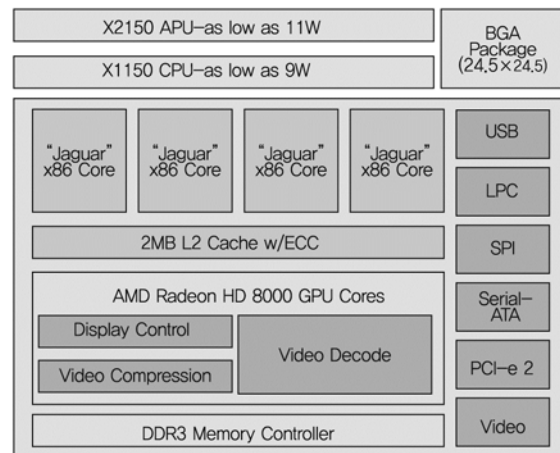 X2150 APU–as low as 11W
X1150 CPU–as low as 9W
BGA
Package
(24.5×24.5)
"Jaguar"
x86 Core
"Jaguar"
x86 Core
"Jaguar"
x86 Core
"Jaguar"
x86 Core
2MB L2 Cache w/ECC
AMD Radeon HD 8000 GPU Cores
Display Control
Video Compression
Video Decode
DDR3 Memory Controller
USB
LPC
SPI
Serial–
ATA
PCI–e 2
Video